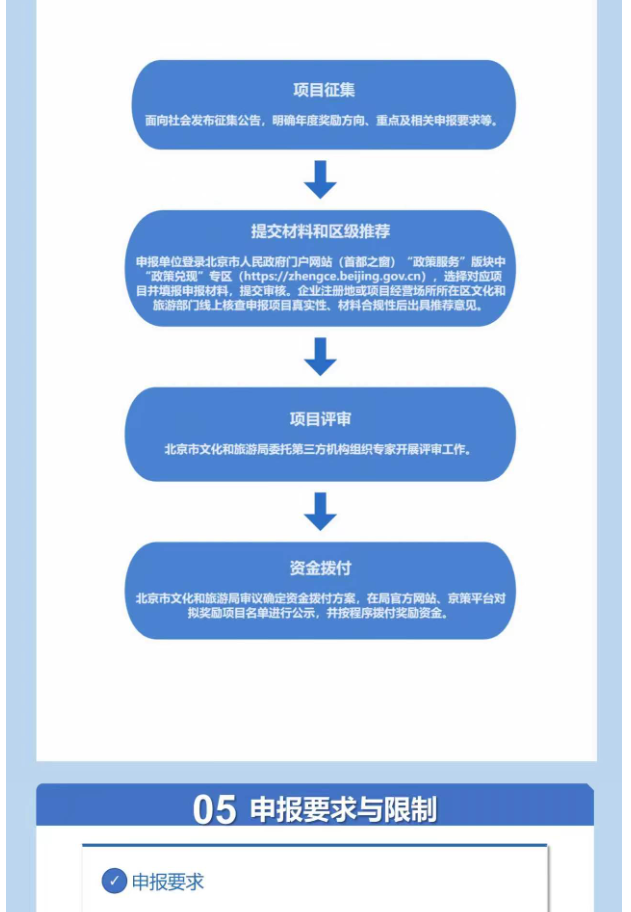 项目征集
面向社会发布征集公告，明确年度奖励方向、重点及相关申报要求等。
提交材料和区级推荐
申报单位登录北京市人民政府门户网站（首都之窗）“政策服务”版块中
“政策兑现”专区（https://zhengce.beijing.gov.cn），选择对应项
目并填报申报材料，提交审核。企业注册地或项目经营场所所在区文化和
旅游部门线上核查申报项目真实性、材料合规性后出具推荐意见。
项目评审
北京市文化和旅游局委托第三方机构组织专家开展评审工作。
资金拨付
北京市文化和旅游局审议确定资金拨付方案，在局官方网站、京策平台对
拟奖励项目名单进行公示，并按程序拨付奖励资金。
05 申报要求与限制
申报要求